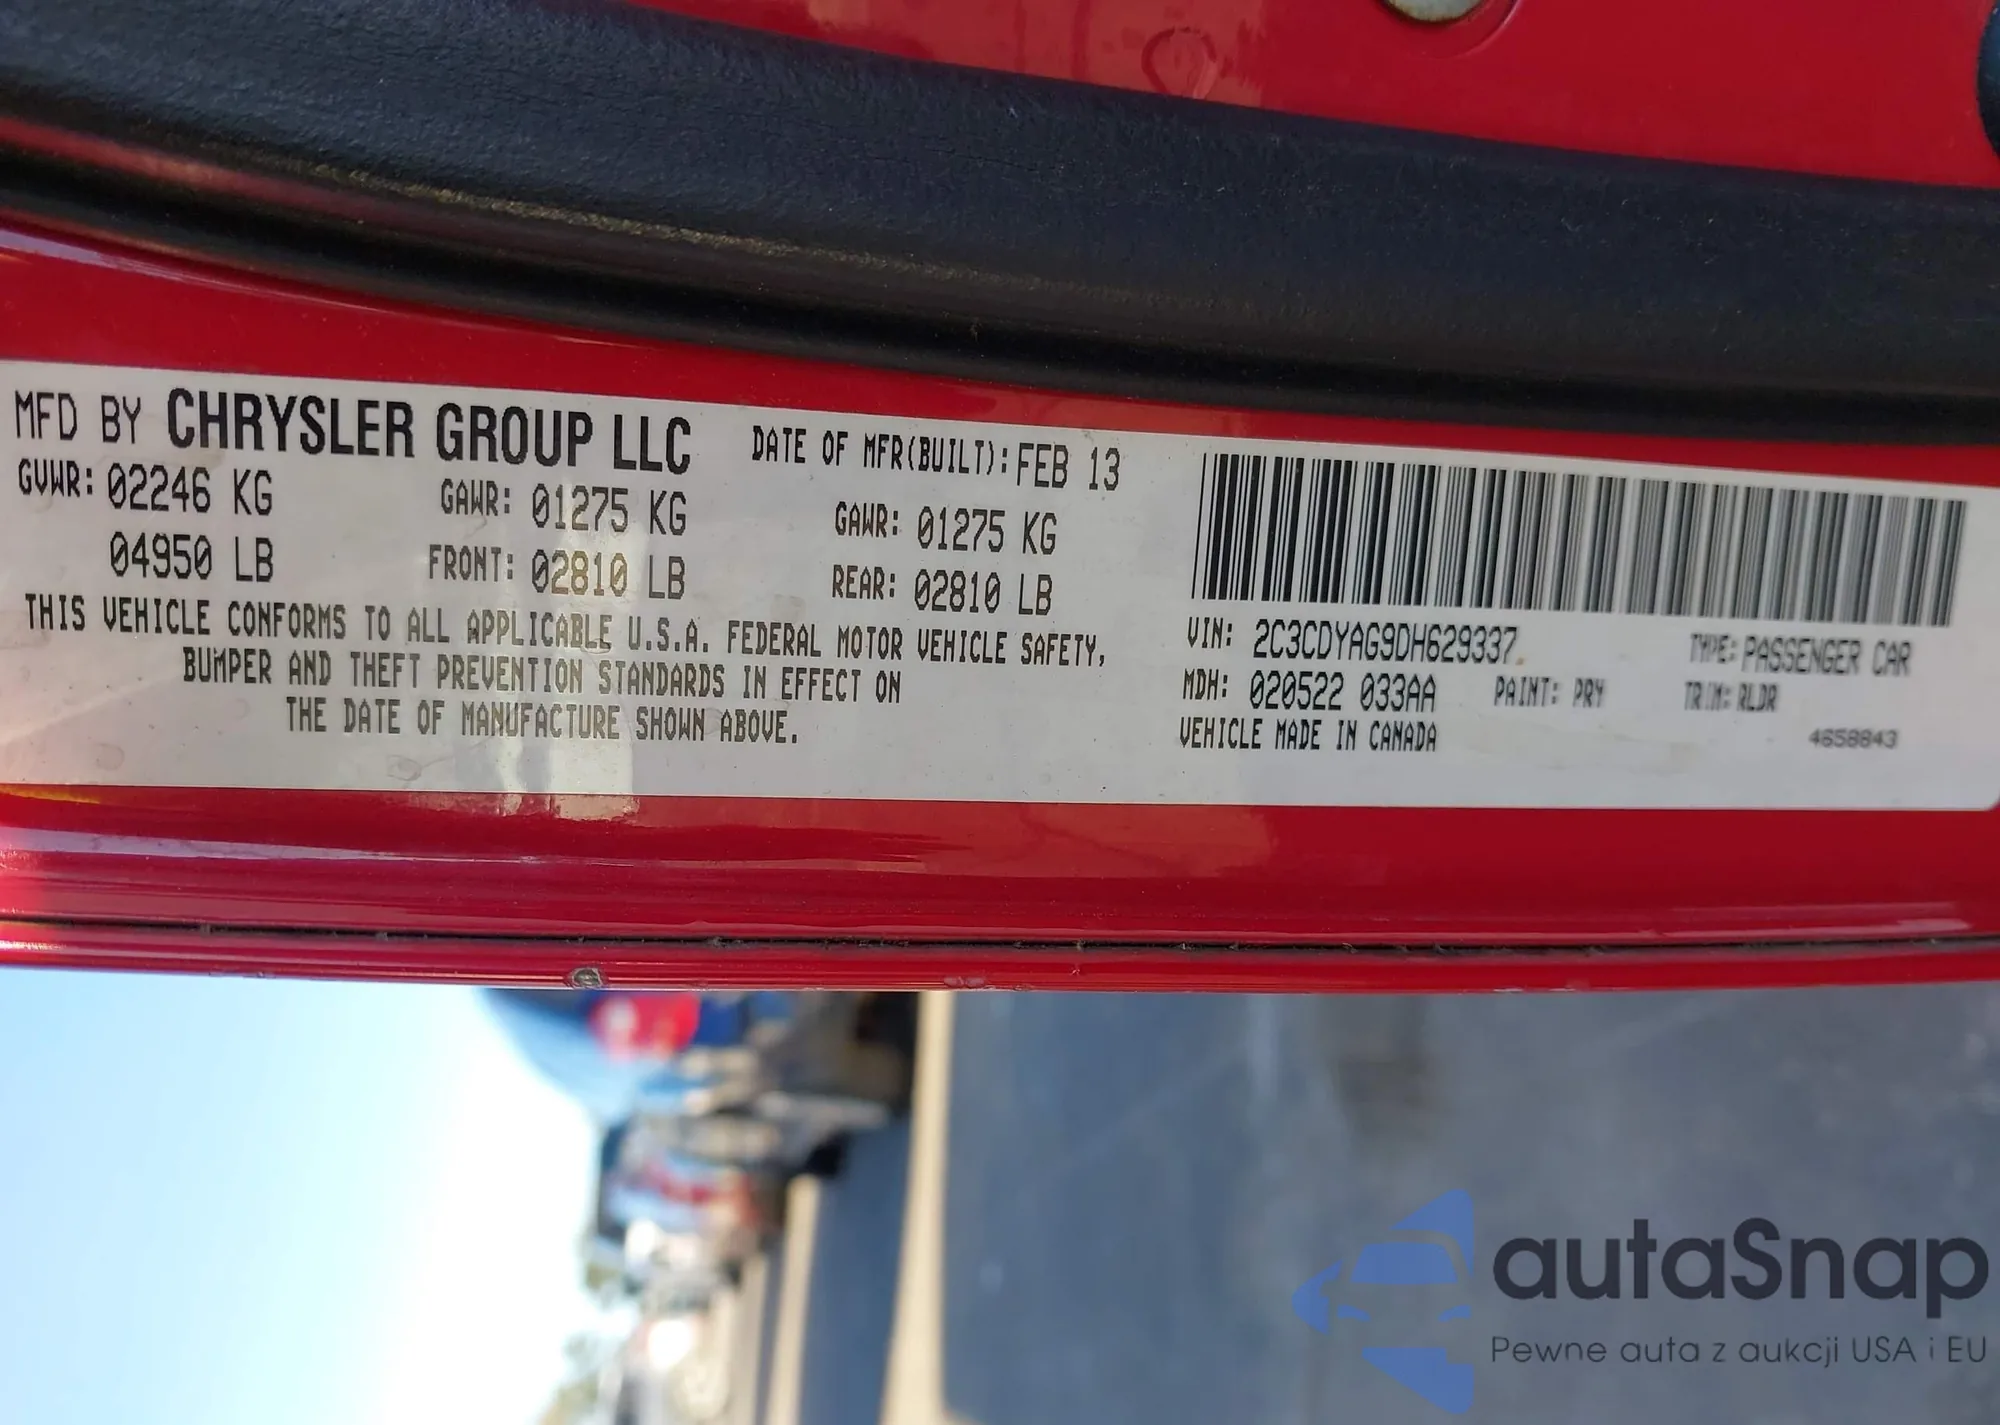 MFD BY CHRYSLER GROUP LLC DATE OF MFR(BUILT): FEB 13
GVWR: 02246 KG GAWR: 01275 KG GAWR: 01275 KG
04950 LB FRONT: 02810 LB REAR: 02810 LB
THIS VEHICLE CONFORMS TO ALL APPLICABLE U.S.A. FEDERAL MOTOR VEHICLE SAFETY,
BUMPER AND THEFT PREVENTION STANDARDS IN EFFECT ON
THE DATE OF MANUFACTURE SHOWN ABOVE.
VIN: 2C3CDYAG9DH629337 TYPE: PASSENGER CAR
MDH: 020522 033AA PAINT: PRY TRIM: RLDR
VEHICLE MADE IN CANADA 4658843
autaSnap
Pewne auta z aukcji USA i EU